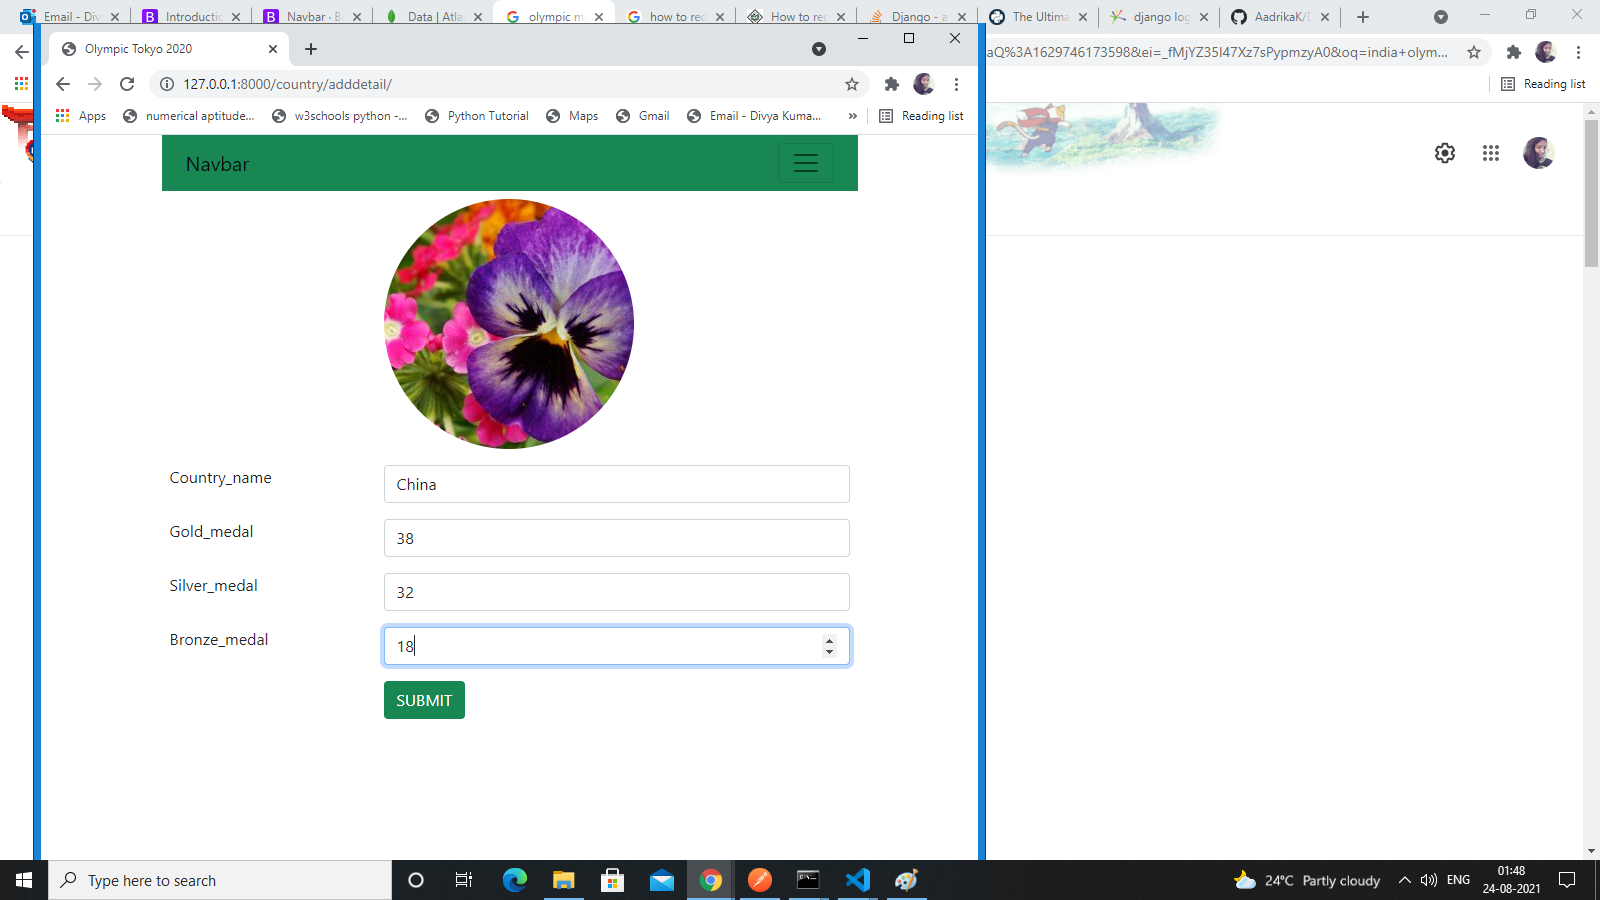 Email - Div
Introductic
Navbar · B
Data | Atla
olympic m
how to red
How to rec
Django - a
The Ultima
django log
AadrikaK/D
Olympic Tokyo 2020
127.0.0.1:8000/country/adddetail/
aQ%3A1629746173598&ei=_fMjYZ35I47Xz7sPypmzyA0&oq=india+olym...
Reading list
Apps
numerical aptitude...
w3schools python -...
Python Tutorial
Maps
Gmail
Email - Divya Kuma...
»
Reading list
Navbar
Country_name
China
Gold_medal
38
Silver_medal
32
Bronze_medal
18
SUBMIT
Type here to search
24°C Partly cloudy
ENG
01:48
24-08-2021